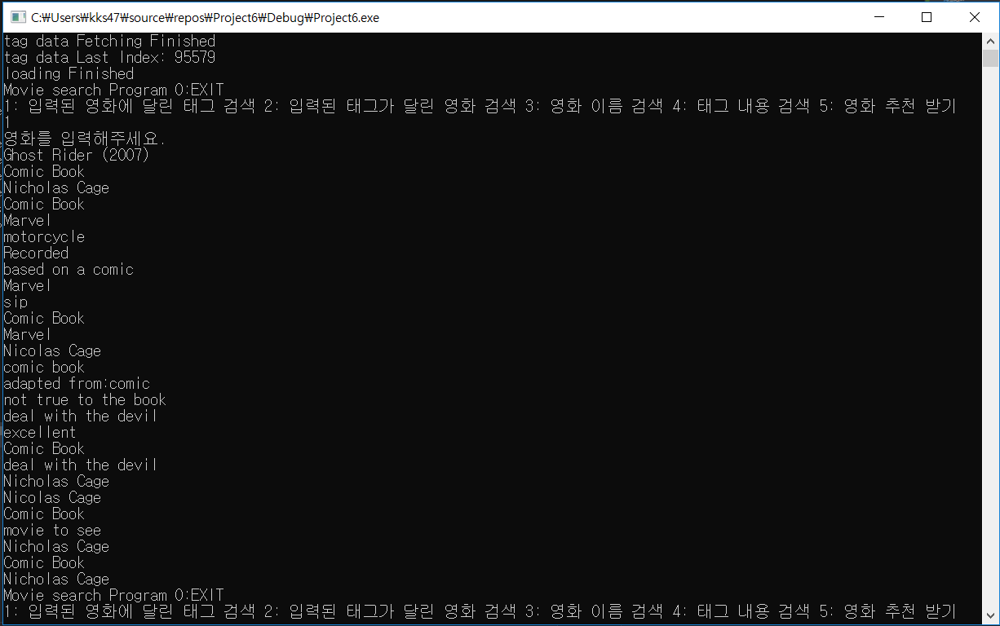 C:₩Users₩kks47₩source₩repos₩Project6₩Debug₩Project6.exe
tag data Fetching Finished
tag data Last Index: 95579
loading Finished
Movie search Program 0:EXIT
1: 입력된 영화에 달린 태그 검색 2: 입력된 태그가 달린 영화 검색 3: 영화 이름 검색 4: 태그 내용 검색 5: 영화 추천 받기
1
영화를 입력해주세요.
Ghost Rider (2007)
Comic Book
Nicholas Cage
Comic Book
Marvel
motorcycle
Recorded
based on a comic
Marvel
sip
Comic Book
Marvel
Nicolas Cage
comic book
adapted from:comic
not true to the book
deal with the devil
excellent
Comic Book
deal with the devil
Nicholas Cage
Nicolas Cage
Comic Book
movie to see
Nicholas Cage
Comic Book
Nicholas Cage
Movie search Program 0:EXIT
1: 입력된 영화에 달린 태그 검색 2: 입력된 태그가 달린 영화 검색 3: 영화 이름 검색 4: 태그 내용 검색 5: 영화 추천 받기